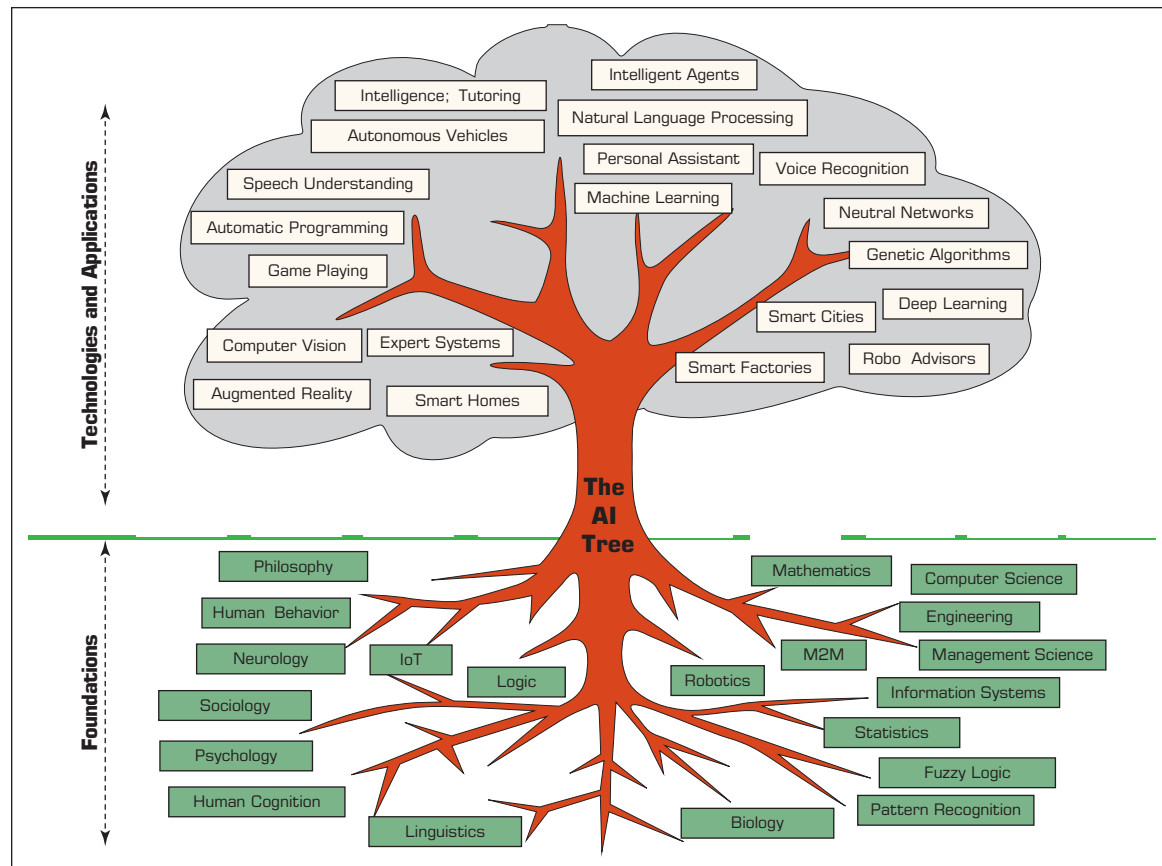 Technologies and Applications
Intelligent Agents
Intelligence; Tutoring
Natural Language Processing
Autonomous Vehicles
Personal Assistant
Voice Recognition
Speech Understanding
Machine Learning
Neutral Networks
Automatic Programming
Genetic Algorithms
Game Playing
Deep Learning
Smart Cities
Computer Vision
Expert Systems
Robo Advisors
Smart Factories
Augmented Reality
Smart Homes
The
AI
Tree
Foundations
Philosophy
Mathematics
Computer Science
Human Behavior
Engineering
Neurology
IoT
M2M
Management Science
Logic
Robotics
Information Systems
Sociology
Statistics
Psychology
Fuzzy Logic
Human Cognition
Pattern Recognition
Linguistics
Biology